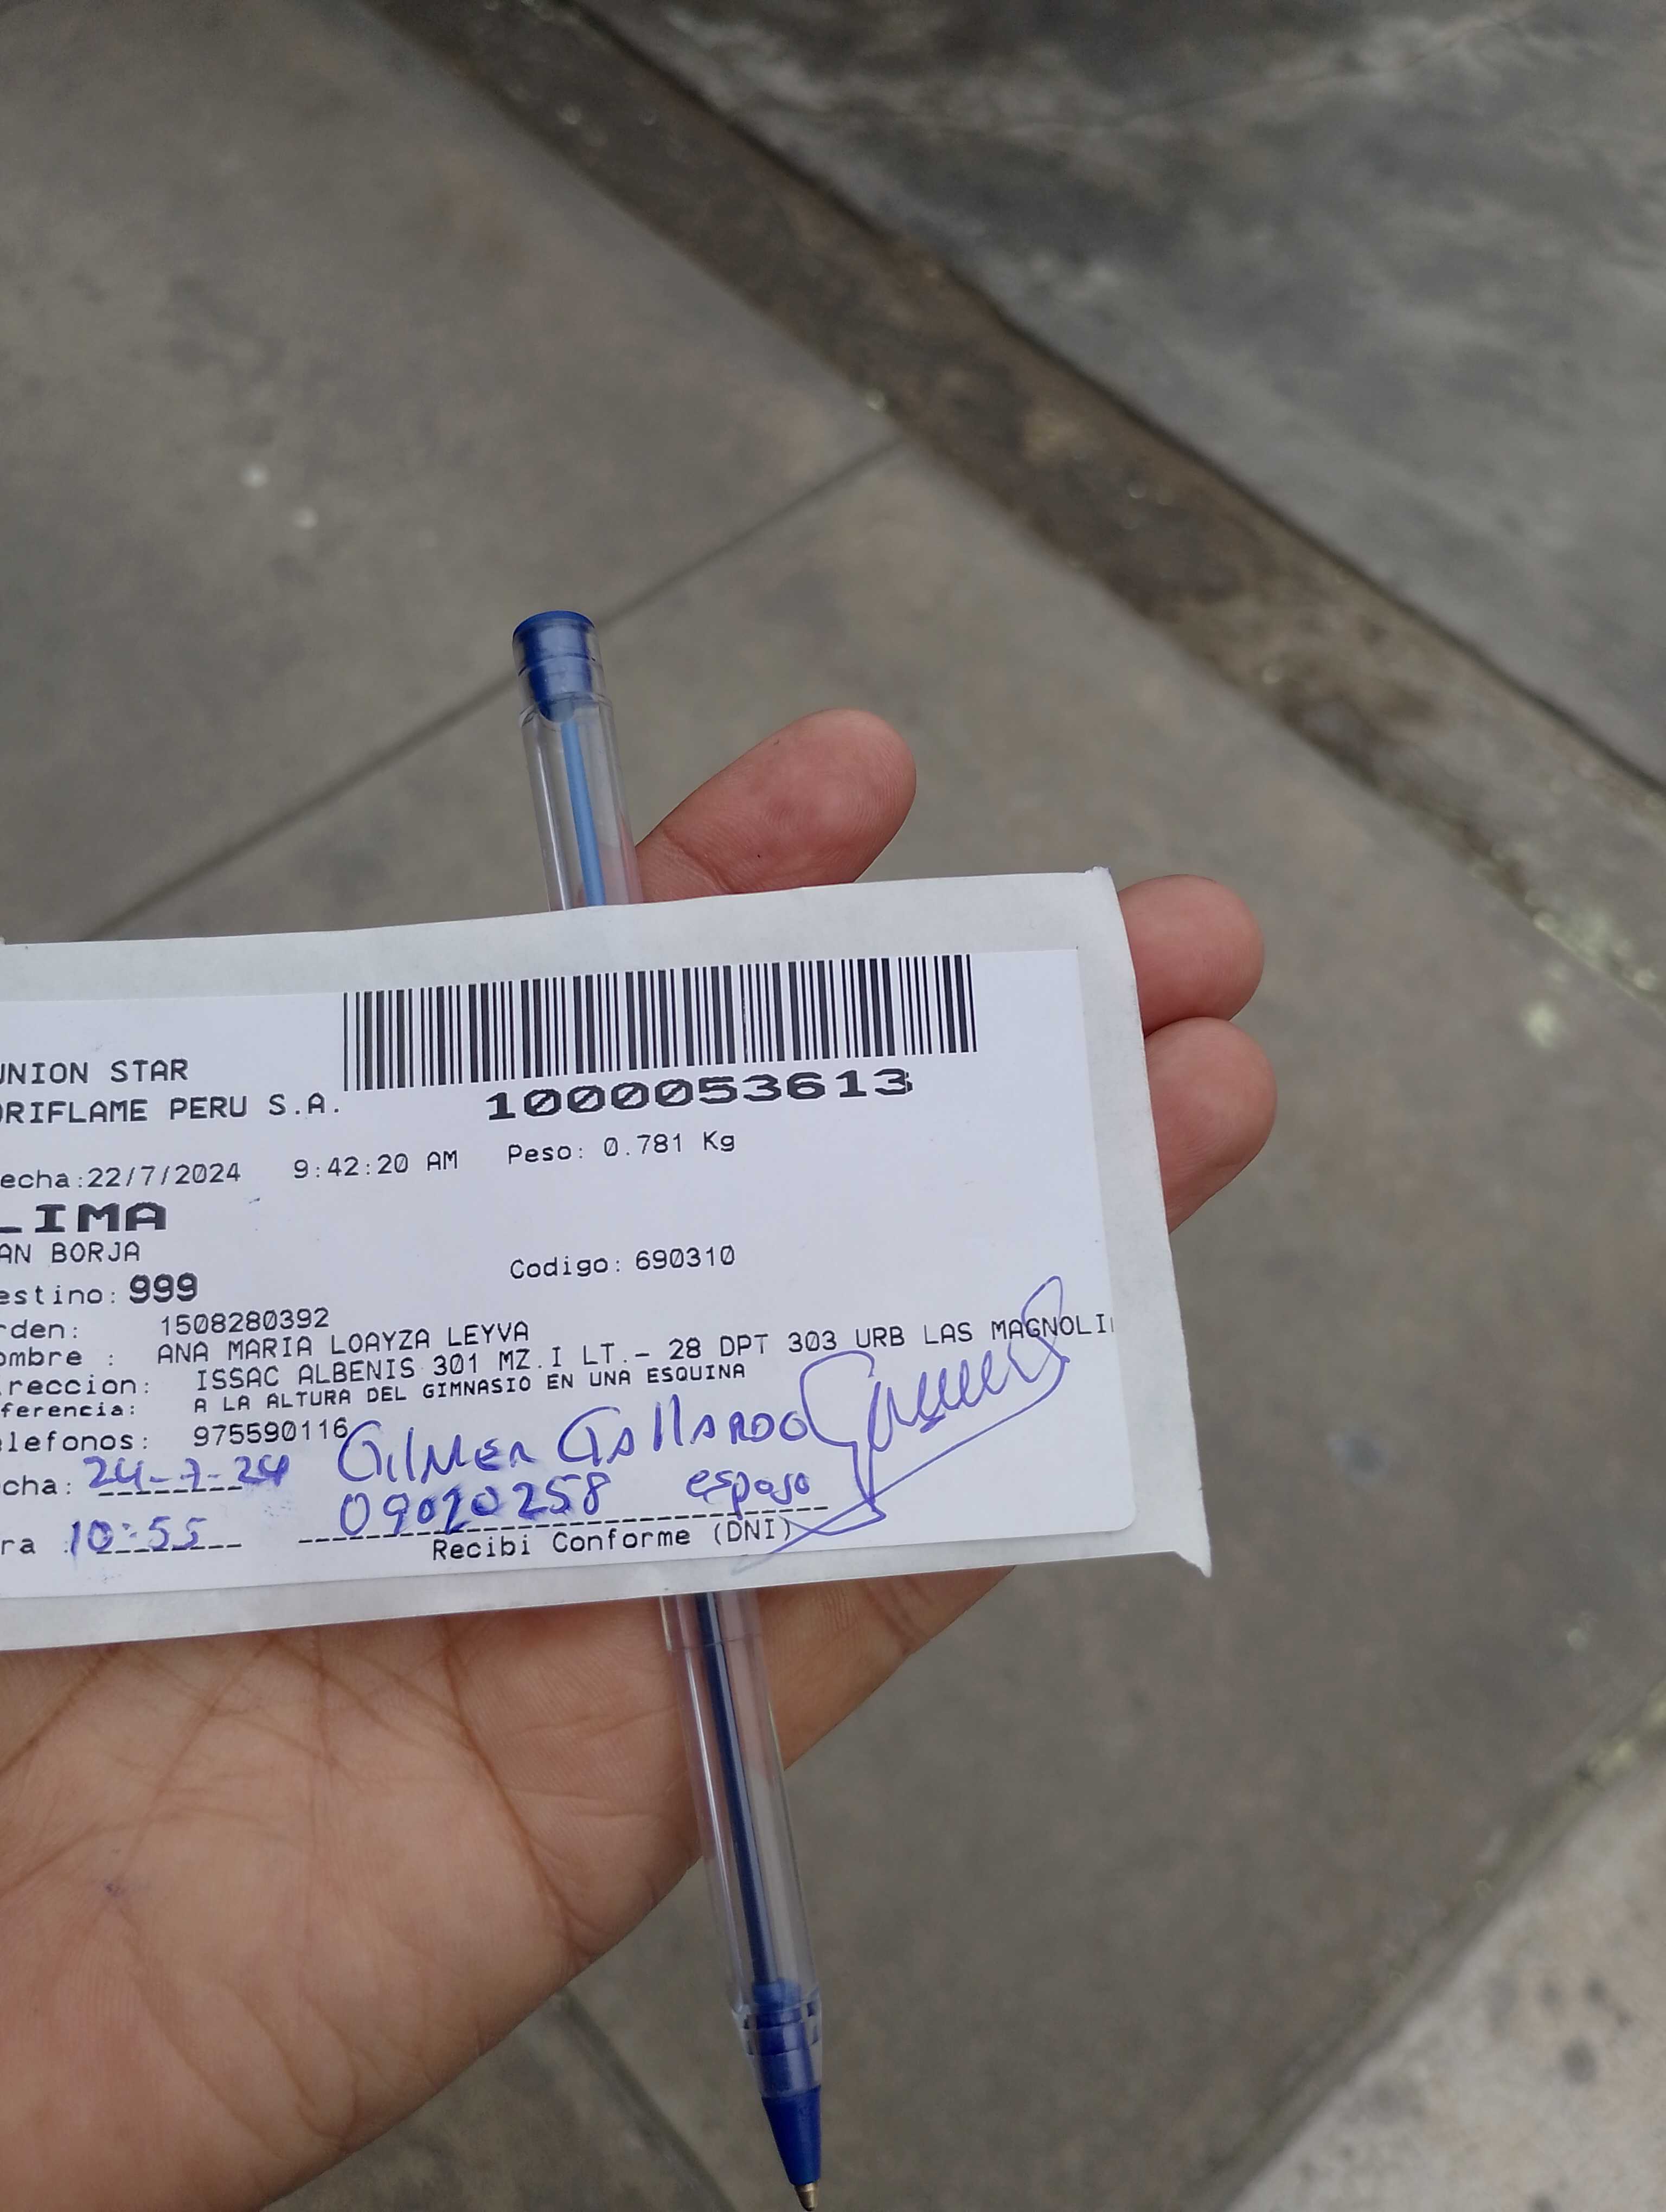 UNION STAR
ORIFLAME PERU S.A.
1000053613
echa:22/7/2024 9:42:20 AM Peso: 0.781 Kg
LIMA
AN BORJA
Codigo: 690310
estino: 999
rden: 1508280392
ombre : ANA MARIA LOAYZA LEYVA
reccion: ISSAC ALBENIS 301 MZ.I LT.- 28 DPT 303 URB LAS MAGNOLI
ferencia: A LA ALTURA DEL GIMNASIO EN UNA ESQUINA
elefonos: 975590116
GILMER GALLARDO
cha: 24-7-24
09020258 esposo
ra 10:55
Recibi Conforme (DNI)